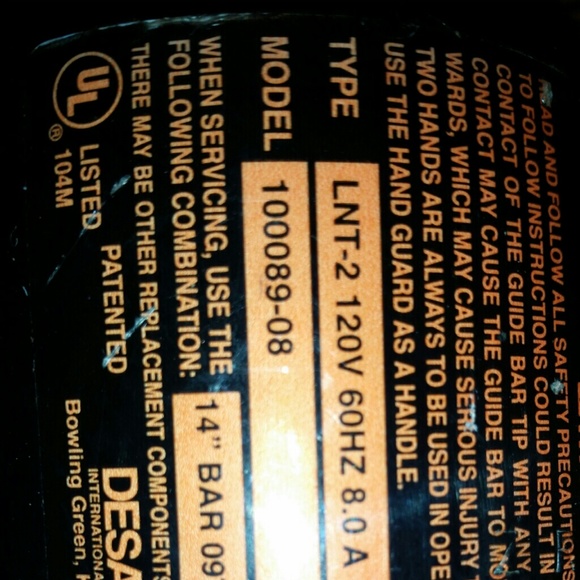 READ AND FOLLOW ALL SAFETY PRECAUTIONS
TO FOLLOW INSTRUCTIONS COULD RESULT IN
CONTACT OF THE GUIDE BAR TIP WITH ANY
CONTACT MAY CAUSE THE GUIDE BAR TO MO
WARDS, WHICH MAY CAUSE SERIOUS INJURY
TWO HANDS ARE ALWAYS TO BE USED IN OPE
USE THE HAND GUARD AS A HANDLE.
TYPE LNT-2 120V 60HZ 8.0 A
MODEL 100089-08
WHEN SERVICING, USE THE
FOLLOWING COMBINATION: 14" BAR 09
THERE MAY BE OTHER REPLACEMENT COMPONENTS
UL ® LISTED
104M
PATENTED
DESA
INTERNATIONA
Bowling Green,